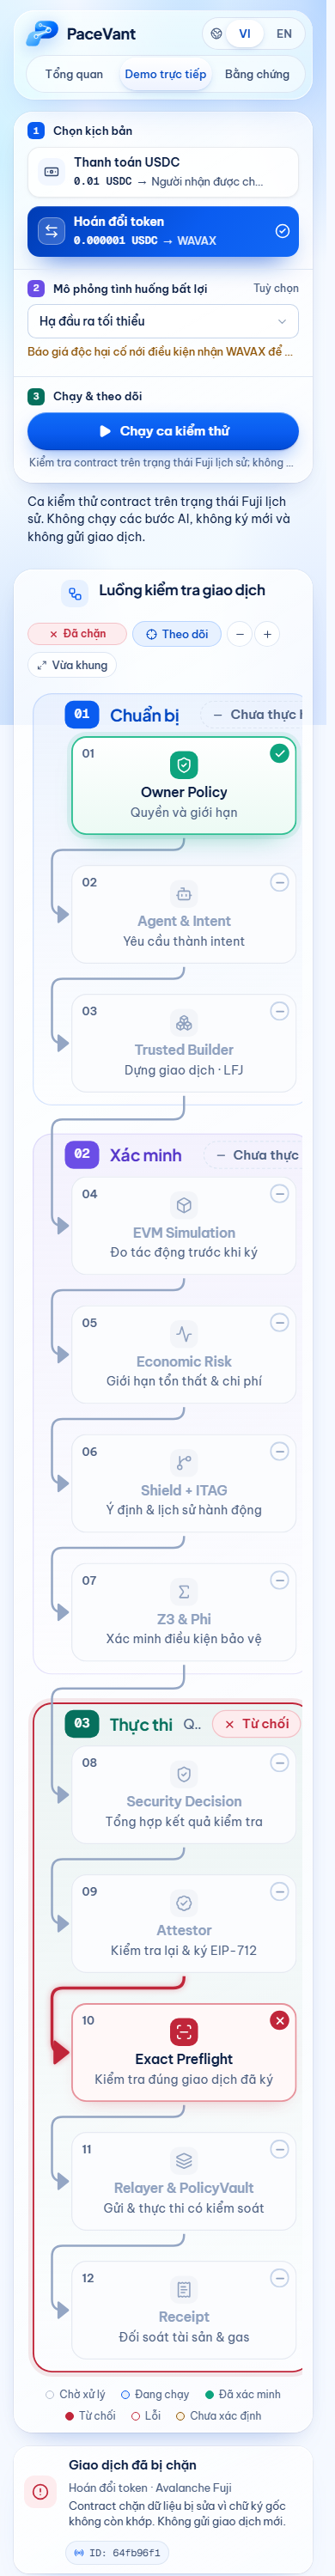 PaceVant
VI EN
Tổng quan Demo trực tiếp Bằng chứng
1 Chọn kịch bản
Thanh toán USDC
0.01 USDC → Người nhận được ch...
Hoán đổi token
0.000001 USDC → WAVAX
2 Mô phỏng tình huống bất lợi Tuỳ chọn
Hạ đầu ra tối thiểu
Báo giá độc hại cố nới điều kiện nhận WAVAX để ...
3 Chạy & theo dõi
Chạy ca kiểm thử
Kiểm tra contract trên trạng thái Fuji lịch sử; không ...
Ca kiểm thử contract trên trạng thái Fuji lịch
sử. Không chạy các bước AI, không ký mới và
không gửi giao dịch.
Luồng kiểm tra giao dịch
Đã chặn Theo dõi − +
Vừa khung
01 Chuẩn bị — Chưa thực h
01
Owner Policy
Quyền và giới hạn
02
Agent & Intent
Yêu cầu thành intent
03
Trusted Builder
Dựng giao dịch · LFJ
02 Xác minh — Chưa thực
04
EVM Simulation
Đo tác động trước khi ký
05
Economic Risk
Giới hạn tổn thất & chi phí
06
Shield + ITAG
Ý định & lịch sử hành động
07
Z3 & Phi
Xác minh điều kiện bảo vệ
03 Thực thi Q.. Từ chối
08
Security Decision
Tổng hợp kết quả kiểm tra
09
Attestor
Kiểm tra lại & ký EIP-712
10
Exact Preflight
Kiểm tra đúng giao dịch đã ký
11
Relayer & PolicyVault
Gửi & thực thi có kiểm soát
12
Receipt
Đối soát tài sản & gas
Chờ xử lý Đang chạy Đã xác minh
Từ chối Lỗi Chưa xác định
Giao dịch đã bị chặn
Hoán đổi token · Avalanche Fuji
Contract chặn dữ liệu bị sửa vì chữ ký gốc
không còn khớp. Không gửi giao dịch mới.
ID: 64fb96f1